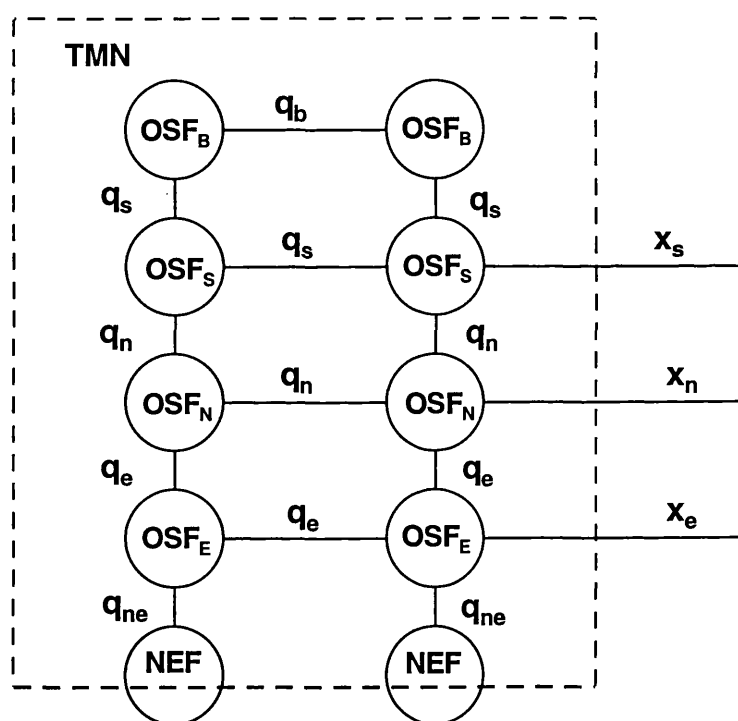 TMN
q_b
OSF_B OSF_B
q_s q_s
q_s x_s
OSF_S OSF_S
q_n q_n
q_n x_n
OSF_N OSF_N
q_e q_e
q_e x_e
OSF_E OSF_E
q_ne q_ne
NEF NEF